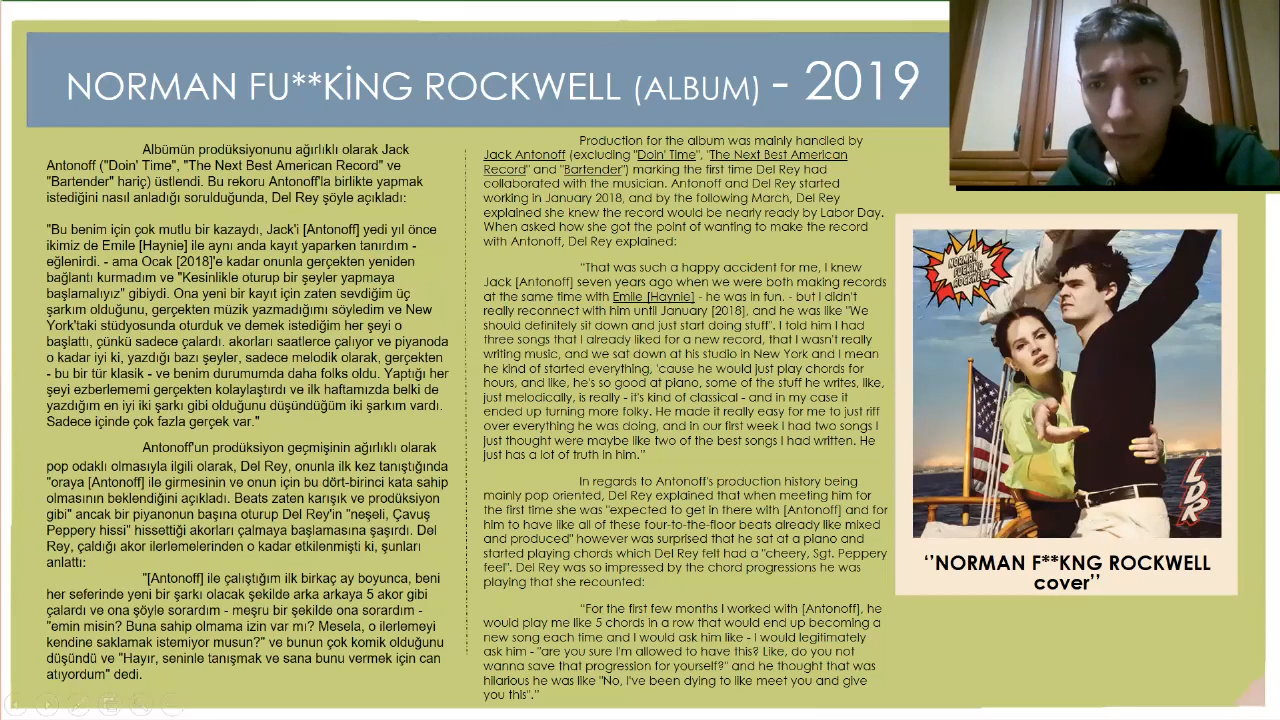 NORMAN FU**KİNG ROCKWELL (ALBUM) - 2019
Albümün prodüksiyonunu ağırlıklı olarak Jack
Antonoff ("Doin' Time", "The Next Best American Record" ve
"Bartender" hariç) üstlendi. Bu rekoru Antonoff'la birlikte yapmak
istediğini nasıl anladığı sorulduğunda, Del Rey şöyle açıkladı:
"Bu benim için çok mutlu bir kazaydı, Jack'i [Antonoff] yedi yıl önce
ikimiz de Emile [Haynie] ile aynı anda kayıt yaparken tanırdım -
eğlenirdi. - ama Ocak [2018]'e kadar onunla gerçekten yeniden
bağlantı kurmadım ve "Kesinlikle oturup bir şeyler yapmaya
başlamalıyız" gibiydi. Ona yeni bir kayıt için zaten sevdiğim üç
şarkım olduğunu, gerçekten müzik yazmadığımı söyledim ve New
York'taki stüdyosunda oturduk ve demek istediğim her şeyi o
başlattı, çünkü sadece çalardı. akorları saatlerce çalıyor ve piyanoda
o kadar iyi ki, yazdığı bazı şeyler, sadece melodik olarak, gerçekten
- bu bir tür klasik - ve benim durumumda daha folks oldu. Yaptığı her
şeyi ezberlememi gerçekten kolaylaştırdı ve ilk haftamızda belki de
yazdığım en iyi iki şarkı gibi olduğunu düşündüğüm iki şarkım vardı.
Sadece içinde çok fazla gerçek var."
Antonoff'un prodüksiyon geçmişinin ağırlıklı olarak
pop odaklı olmasıyla ilgili olarak, Del Rey, onunla ilk kez tanıştığında
"oraya [Antonoff] ile girmesinin ve onun için bu dört-birinci kata sahip
olmasının beklendiğini açıkladı. Beats zaten karışık ve prodüksiyon
gibi" ancak bir piyanonun başına oturup Del Rey'in "neşeli, Çavuş
Peppery hissi" hissettiği akorları çalmaya başlamasına şaşırdı. Del
Rey, çaldığı akor ilerlemelerinden o kadar etkilenmişti ki, şunları
anlattı:
"[Antonoff] ile çalıştığım ilk birkaç ay boyunca, beni
her seferinde yeni bir şarkı olacak şekilde arka arkaya 5 akor gibi
çalardı ve ona şöyle sorardım - meşru bir şekilde ona sorardım -
"emin misin? Buna sahip olmama izin var mı? Mesela, o ilerlemeyi
kendine saklamak istemiyor musun?" ve bunun çok komik olduğunu
düşündü ve "Hayır, seninle tanışmak ve sana bunu vermek için can
atıyordum" dedi.
Production for the album was mainly handled by
Jack Antonoff (excluding "Doin' Time", "The Next Best American
Record" and "Bartender") marking the first time Del Rey had
collaborated with the musician. Antonoff and Del Rey started
working in January 2018, and by the following March, Del Rey
explained she knew the record would be nearly ready by Labor Day.
When asked how she got the point of wanting to make the record
with Antonoff, Del Rey explained:
"That was such a happy accident for me, I knew
Jack [Antonoff] seven years ago when we were both making records
at the same time with Emile [Haynie] - he was in fun. - but I didn't
really reconnect with him until January [2018], and he was like "We
should definitely sit down and just start doing stuff". I told him I had
three songs that I already liked for a new record, that I wasn't really
writing music, and we sat down at his studio in New York and I mean
he kind of started everything, 'cause he would just play chords for
hours, and like, he's so good at piano, some of the stuff he writes, like,
just melodically, is really - it's kind of classical - and in my case it
ended up turning more folky. He made it really easy for me to just riff
over everything he was doing, and in our first week I had two songs I
just thought were maybe like two of the best songs I had written. He
just has a lot of truth in him."
In regards to Antonoff's production history being
mainly pop oriented, Del Rey explained that when meeting him for
the first time she was "expected to get in there with [Antonoff] and for
him to have like all of these four-to-the-floor beats already like mixed
and produced" however was surprised that he sat at a piano and
started playing chords which Del Rey felt had a "cheery, Sgt. Peppery
feel". Del Rey was so impressed by the chord progressions he was
playing that she recounted:
"For the first few months I worked with [Antonoff], he
would play me like 5 chords in a row that would end up becoming a
new song each time and I would ask him like - I would legitimately
ask him - "are you sure I'm allowed to have this? Like, do you not
wanna save that progression for yourself?" and he thought that was
hilarious he was like "No, I've been dying to like meet you and give
you this"."
NORMAN
FUCKING
ROCKWELL!
LDR
‘’NORMAN F**KNG ROCKWELL
cover’’